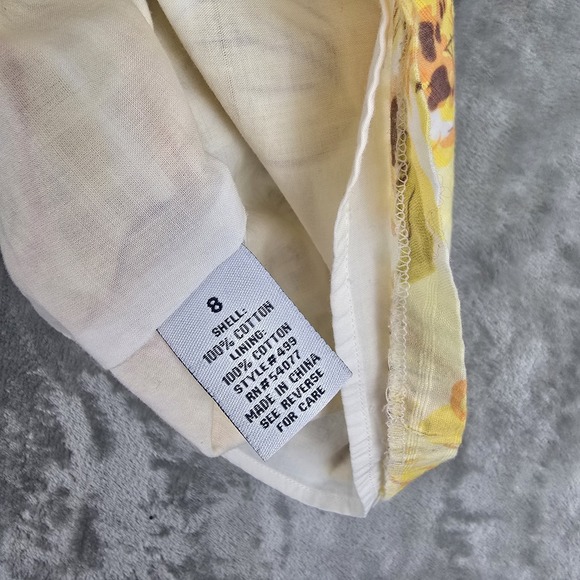 8
SHELL:
100% COTTON
LINING:
100% COTTON
STYLE#499
RN#54077
MADE IN CHINA
SEE REVERSE
FOR CARE